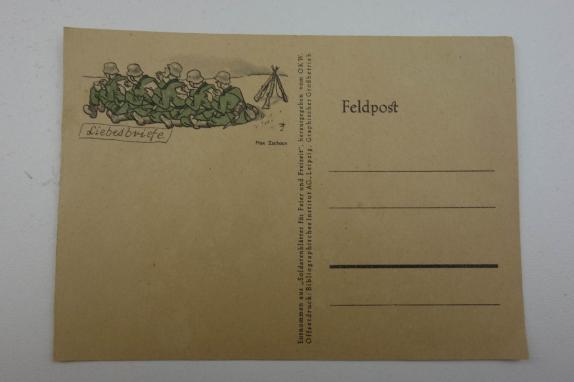 Liebesbriefe
Max Zschoch
Entnommen aus „Soldatenblätter für Feier und Freizeit“, herausgegeben vom OKW.
Offsetdruck: Bibliographisches Institut AG., Leipzig, Graphischer Großbetrieb
Feldpost